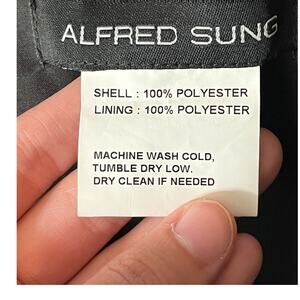 ALFRED SUNG
SHELL : 100% POLYESTER
LINING : 100% POLYESTER
MACHINE WASH COLD,
TUMBLE DRY LOW.
DRY CLEAN IF NEEDED